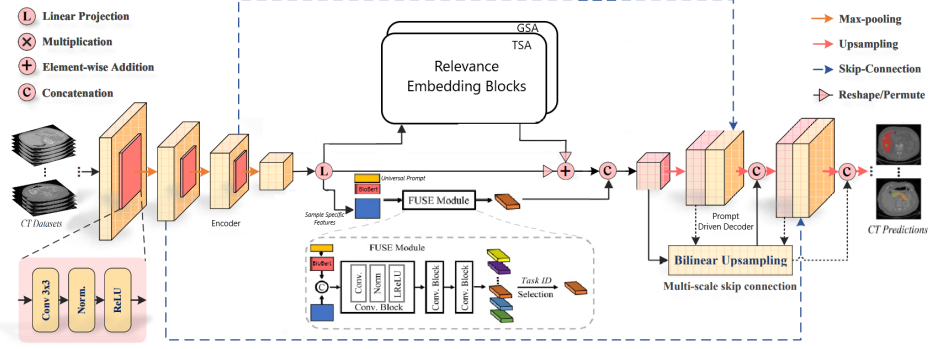 L Linear Projection
× Multiplication
+ Element-wise Addition
C Concatenation
GSA
TSA
Relevance
Embedding Blocks
Max-pooling
Upsampling
Skip-Connection
Reshape/Permute
CT Datasets
Encoder
L
Universal Prompt
BioBert
Sample Specific
Features
FUSE Module
+
C
C
C
Prompt
Driven Decoder
CT Predictions
Bilinear Upsampling
Multi-scale skip connection
Conv 3x3
Norm.
ReLU
FUSE Module
BioBert
C
Conv.
Norm
LReLU
Conv. Block
Conv. Block
Conv. Block
Task ID
Selection